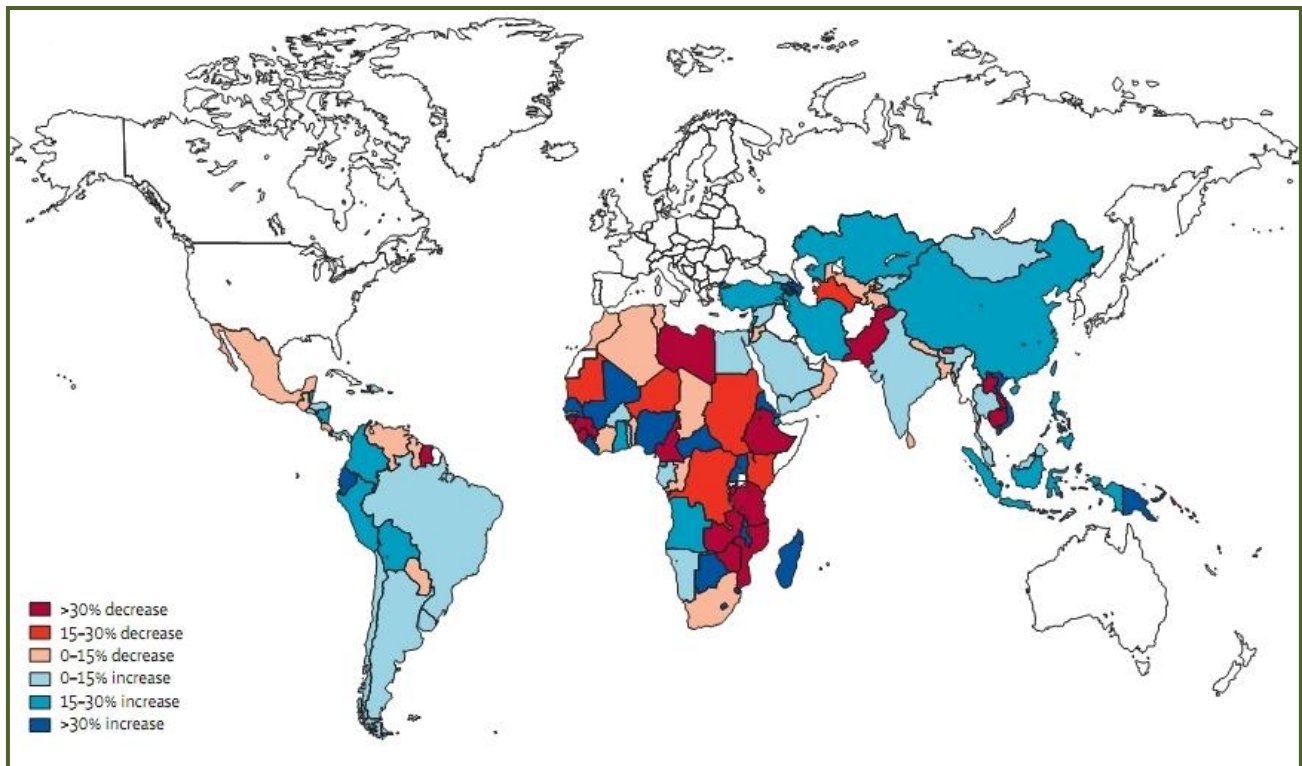 >30% decrease
15–30% decrease
0–15% decrease
0–15% increase
15–30% increase
>30% increase